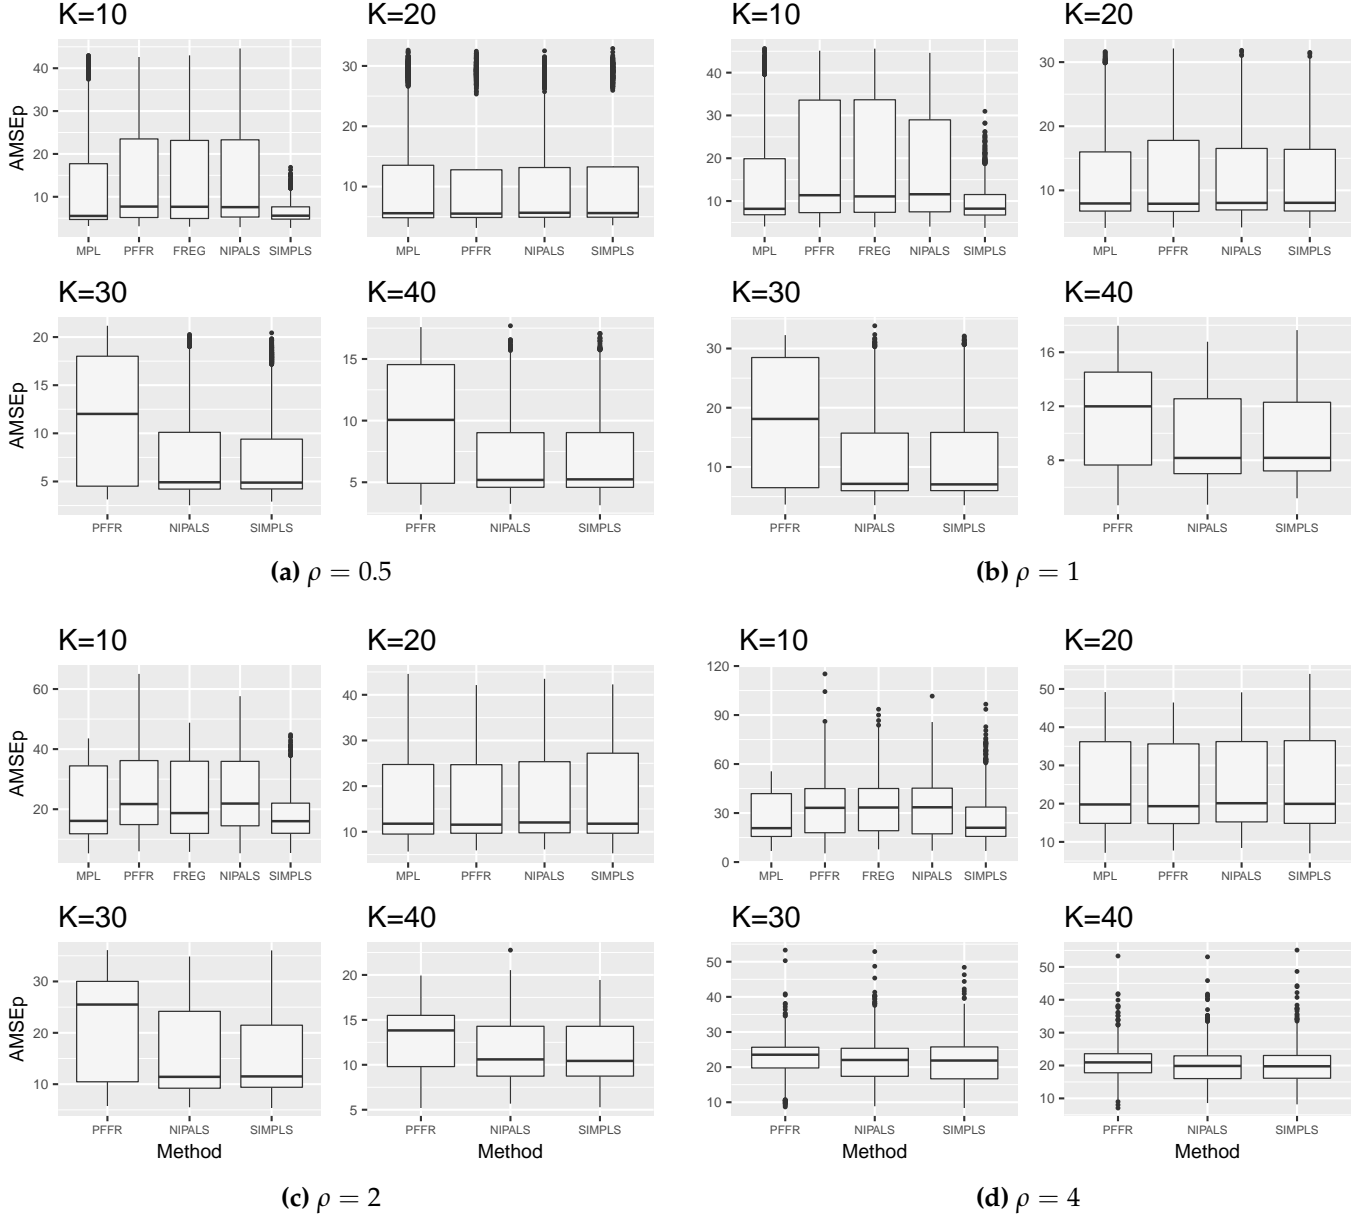 K=10 K=20 K=10 K=20
AMSEp
40
30
20
10
MPL PFFR FREG NIPALS SIMPLS
30
20
10
MPL PFFR NIPALS SIMPLS
40
30
20
10
MPL PFFR FREG NIPALS SIMPLS
30
20
10
MPL PFFR NIPALS SIMPLS
K=30 K=40 K=30 K=40
AMSEp
20
15
10
5
PFFR NIPALS SIMPLS
15
10
5
PFFR NIPALS SIMPLS
30
20
10
PFFR NIPALS SIMPLS
16
12
8
PFFR NIPALS SIMPLS
(a) ρ = 0.5
(b) ρ = 1
K=10 K=20 K=10 K=20
AMSEp
60
40
20
MPL PFFR FREG NIPALS SIMPLS
40
30
20
10
MPL PFFR NIPALS SIMPLS
120
90
60
30
0
MPL PFFR FREG NIPALS SIMPLS
50
40
30
20
10
MPL PFFR NIPALS SIMPLS
K=30 K=40 K=30 K=40
AMSEp
30
20
10
PFFR NIPALS SIMPLS
Method
20
15
10
5
PFFR NIPALS SIMPLS
Method
50
40
30
20
10
PFFR NIPALS SIMPLS
Method
50
40
30
20
10
PFFR NIPALS SIMPLS
Method
(c) ρ = 2
(d) ρ = 4